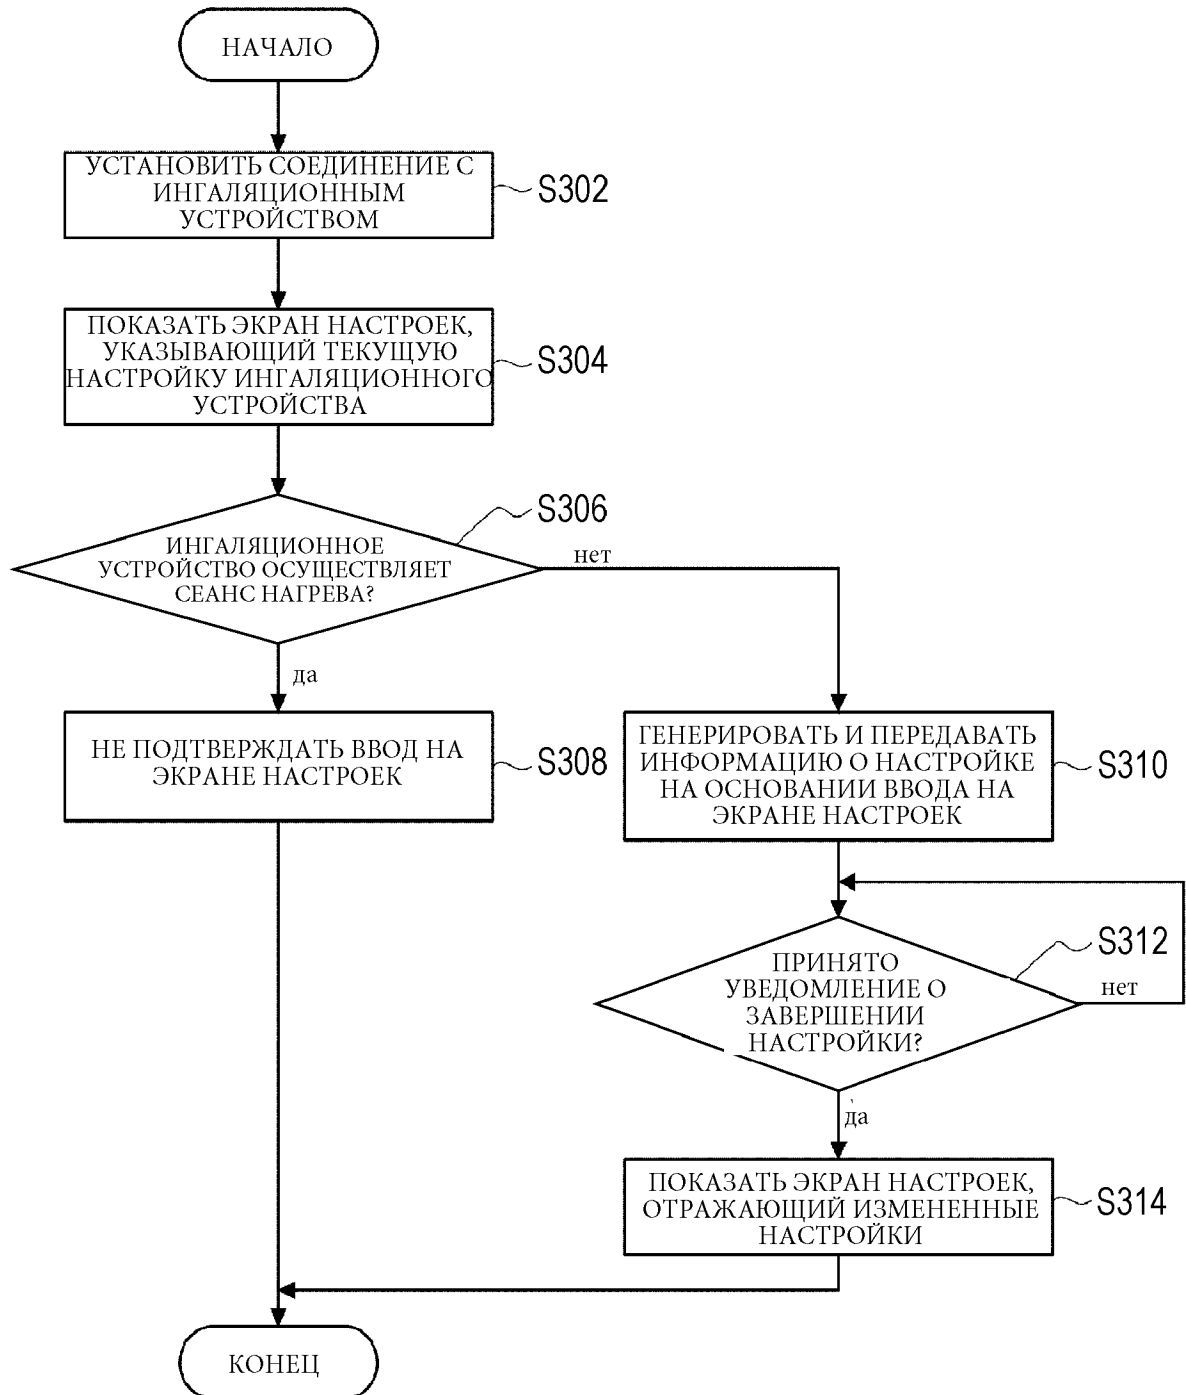 НАЧАЛО
УСТАНОВИТЬ СОЕДИНЕНИЕ С
ИНГАЛЯЦИОННЫМ
УСТРОЙСТВОМ
S302
ПОКАЗАТЬ ЭКРАН НАСТРОЕК,
УКАЗЫВАЮЩИЙ ТЕКУЩУЮ
НАСТРОЙКУ ИНГАЛЯЦИОННОГО
УСТРОЙСТВА
S304
S306
ИНГАЛЯЦИОННОЕ
УСТРОЙСТВО ОСУЩЕСТВЛЯЕТ
СЕАНС НАГРЕВА?
нет
да
НЕ ПОДТВЕРЖДАТЬ ВВОД НА
ЭКРАНЕ НАСТРОЕК
S308
ГЕНЕРИРОВАТЬ И ПЕРЕДАВАТЬ
ИНФОРМАЦИЮ О НАСТРОЙКЕ
НА ОСНОВАНИИ ВВОДА НА
ЭКРАНЕ НАСТРОЕК
S310
S312
ПРИНЯТО
УВЕДОМЛЕНИЕ О
ЗАВЕРШЕНИИ
НАСТРОЙКИ?
нет
да
ПОКАЗАТЬ ЭКРАН НАСТРОЕК,
ОТРАЖАЮЩИЙ ИЗМЕНЕННЫЕ
НАСТРОЙКИ
S314
КОНЕЦ